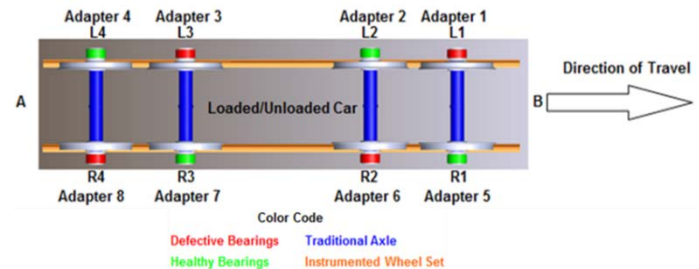 Adapter 4 Adapter 3 Adapter 2 Adapter 1
L4 L3 L2 L1
Direction of Travel
A Loaded/Unloaded Car B
R4 R3 R2 R1
Adapter 8 Adapter 7 Adapter 6 Adapter 5
Color Code
Defective Bearings Traditional Axle
Healthy Bearings Instrumented Wheel Set